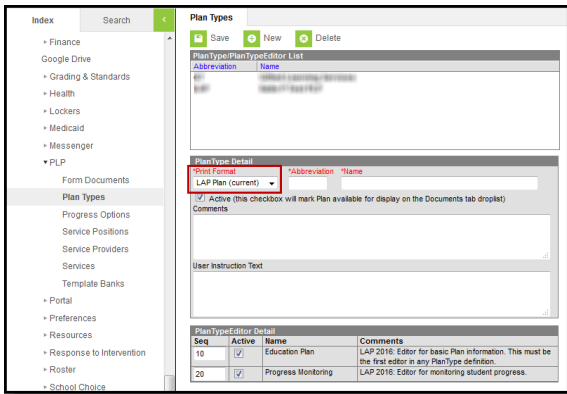 Index
Search
Finance
Google Drive
Grading & Standards
Health
Lockers
Medicaid
Messenger
PLP
Form Documents
Plan Types
Progress Options
Service Positions
Service Providers
Services
Template Banks
Portal
Preferences
Resources
Response to Intervention
Roster
School Choice
Plan Types
Save New Delete
PlanType/PlanTypeEditor List
Abbreviation Name
PlanType Detail
*Print Format *Abbreviation *Name
LAP Plan (current)
Active (this checkbox will mark Plan available for display on the Documents tab droplist)
Comments
User Instruction Text
PlanTypeEditor Detail
Seq Active Name Comments
10 Education Plan LAP 2016: Editor for basic Plan information. This must be
the first editor in any PlanType definition.
20 Progress Monitoring LAP 2016: Editor for monitoring student progress.